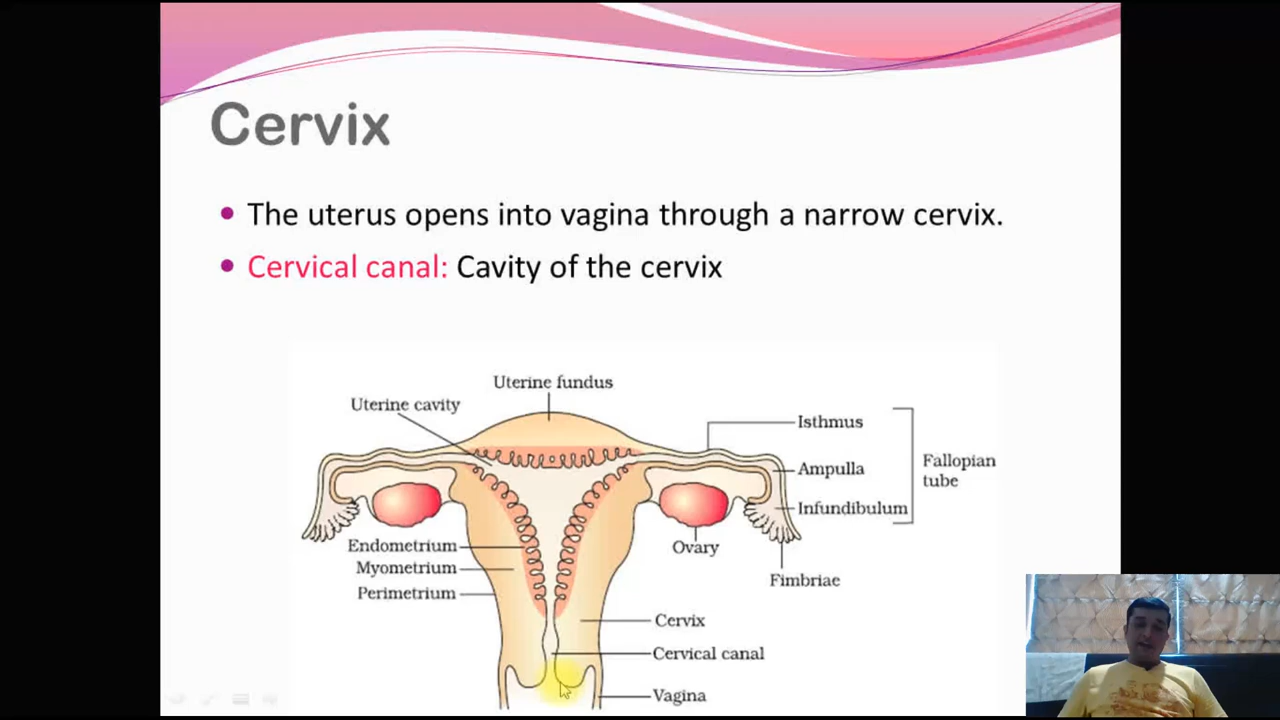 Cervix
The uterus opens into vagina through a narrow cervix.
Cervical canal: Cavity of the cervix
Uterine fundus
Uterine cavity
Isthmus
Ampulla
Fallopian
tube
Infundibulum
Endometrium
Ovary
Myometrium
Fimbriae
Perimetrium
Cervix
Cervical canal
Vagina